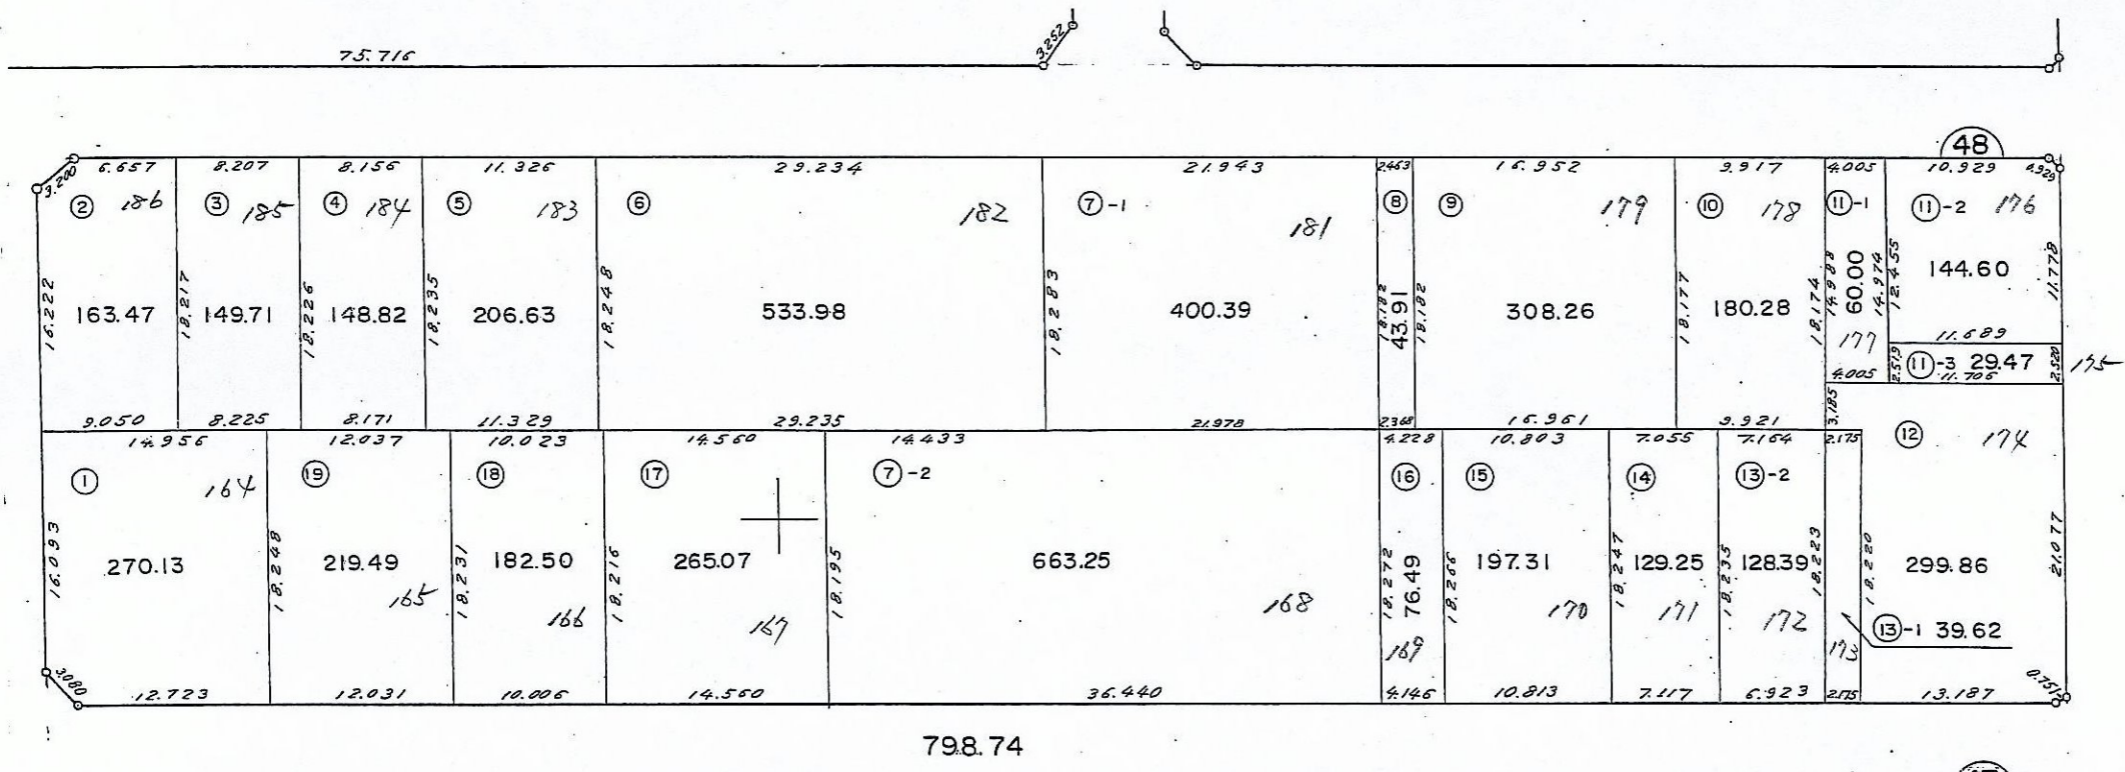 75.716
3.252
48
3.200 6.657 8.207 8.156 11.326 29.234 21.943 2.463 16.952 9.917 4.005 10.929 0.929
② 186 ③ 185 ④ 184 ⑤ 183 ⑥ 182 ⑦-1 181 ⑧ ⑨ 179 ⑩ 178 ⑪-1 ⑪-2 176
16.222 163.47 18.217 149.71 18.226 148.82 18.235 206.63 18.248 533.98 18.283 400.39 18.182 43.91 18.182 308.26 18.177 180.28 18.174 14.988 60.00 14.974 12.455 144.60 11.778
177 11.689
4.005 2.519 ⑪-3 29.47 2.520 175
11.706
3.185
9.050 8.225 8.171 11.329 29.235 21.978 2.368 16.961 9.921
14.956 12.037 10.023 14.560 14.433 4.228 10.803 7.055 7.164 2.175
① 164 ⑲ ⑱ ⑰ ⑦-2 ⑯ ⑮ ⑭ ⑬-2 ⑫ 174
16.093 270.13 18.248 219.49 18.231 182.50 18.216 265.07 18.195 663.25 18.272 76.49 18.266 197.31 18.247 129.25 18.235 128.39 18.223 18.220 299.86 21.077
165 166 167 168 169 170 171 172 173 ⑬-1 39.62
3.080 12.723 12.031 10.006 14.560 36.440 4.146 10.813 7.117 6.923 2.175 13.187 0.751
798.74